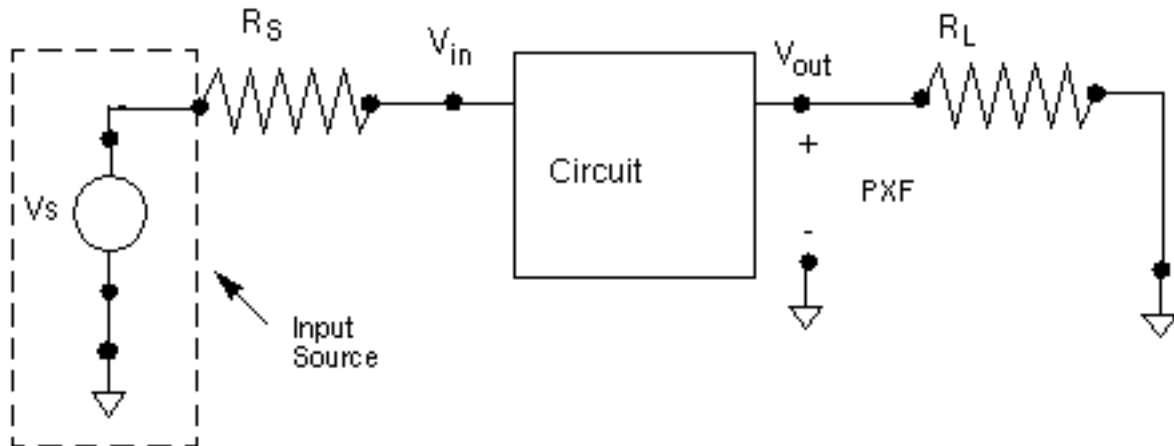 R_S
V_in
V_out
R_L
Vs
Circuit
+
PXF
-
Input
Source